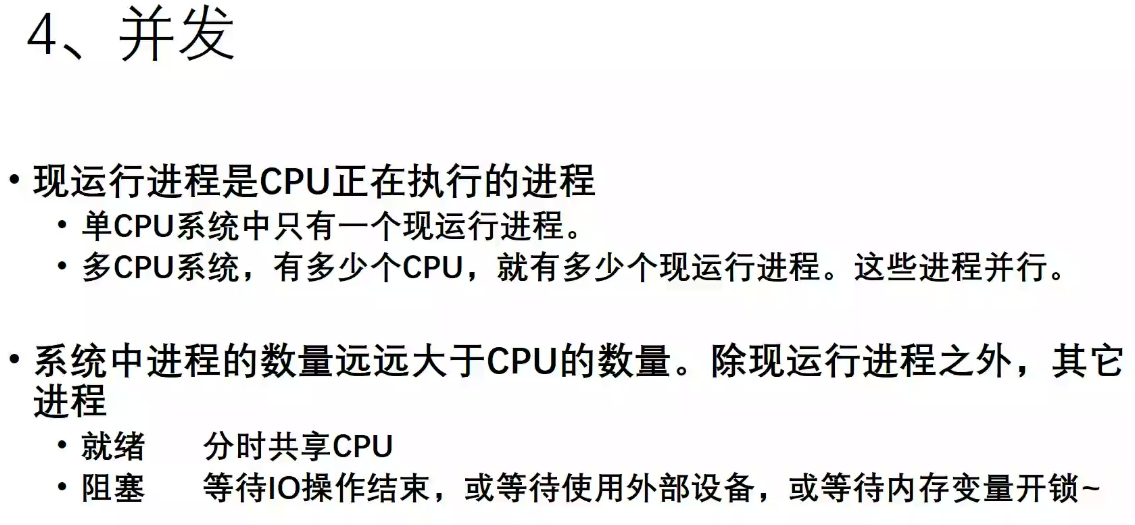 4、并发
• 现运行进程是CPU正在执行的进程
• 单CPU系统中只有一个现运行进程。
• 多CPU系统，有多少个CPU，就有多少个现运行进程。这些进程并行。
• 系统中进程的数量远远大于CPU的数量。除现运行进程之外，其它
进程
• 就绪 分时共享CPU
• 阻塞 等待IO操作结束，或等待使用外部设备，或等待内存变量开锁~